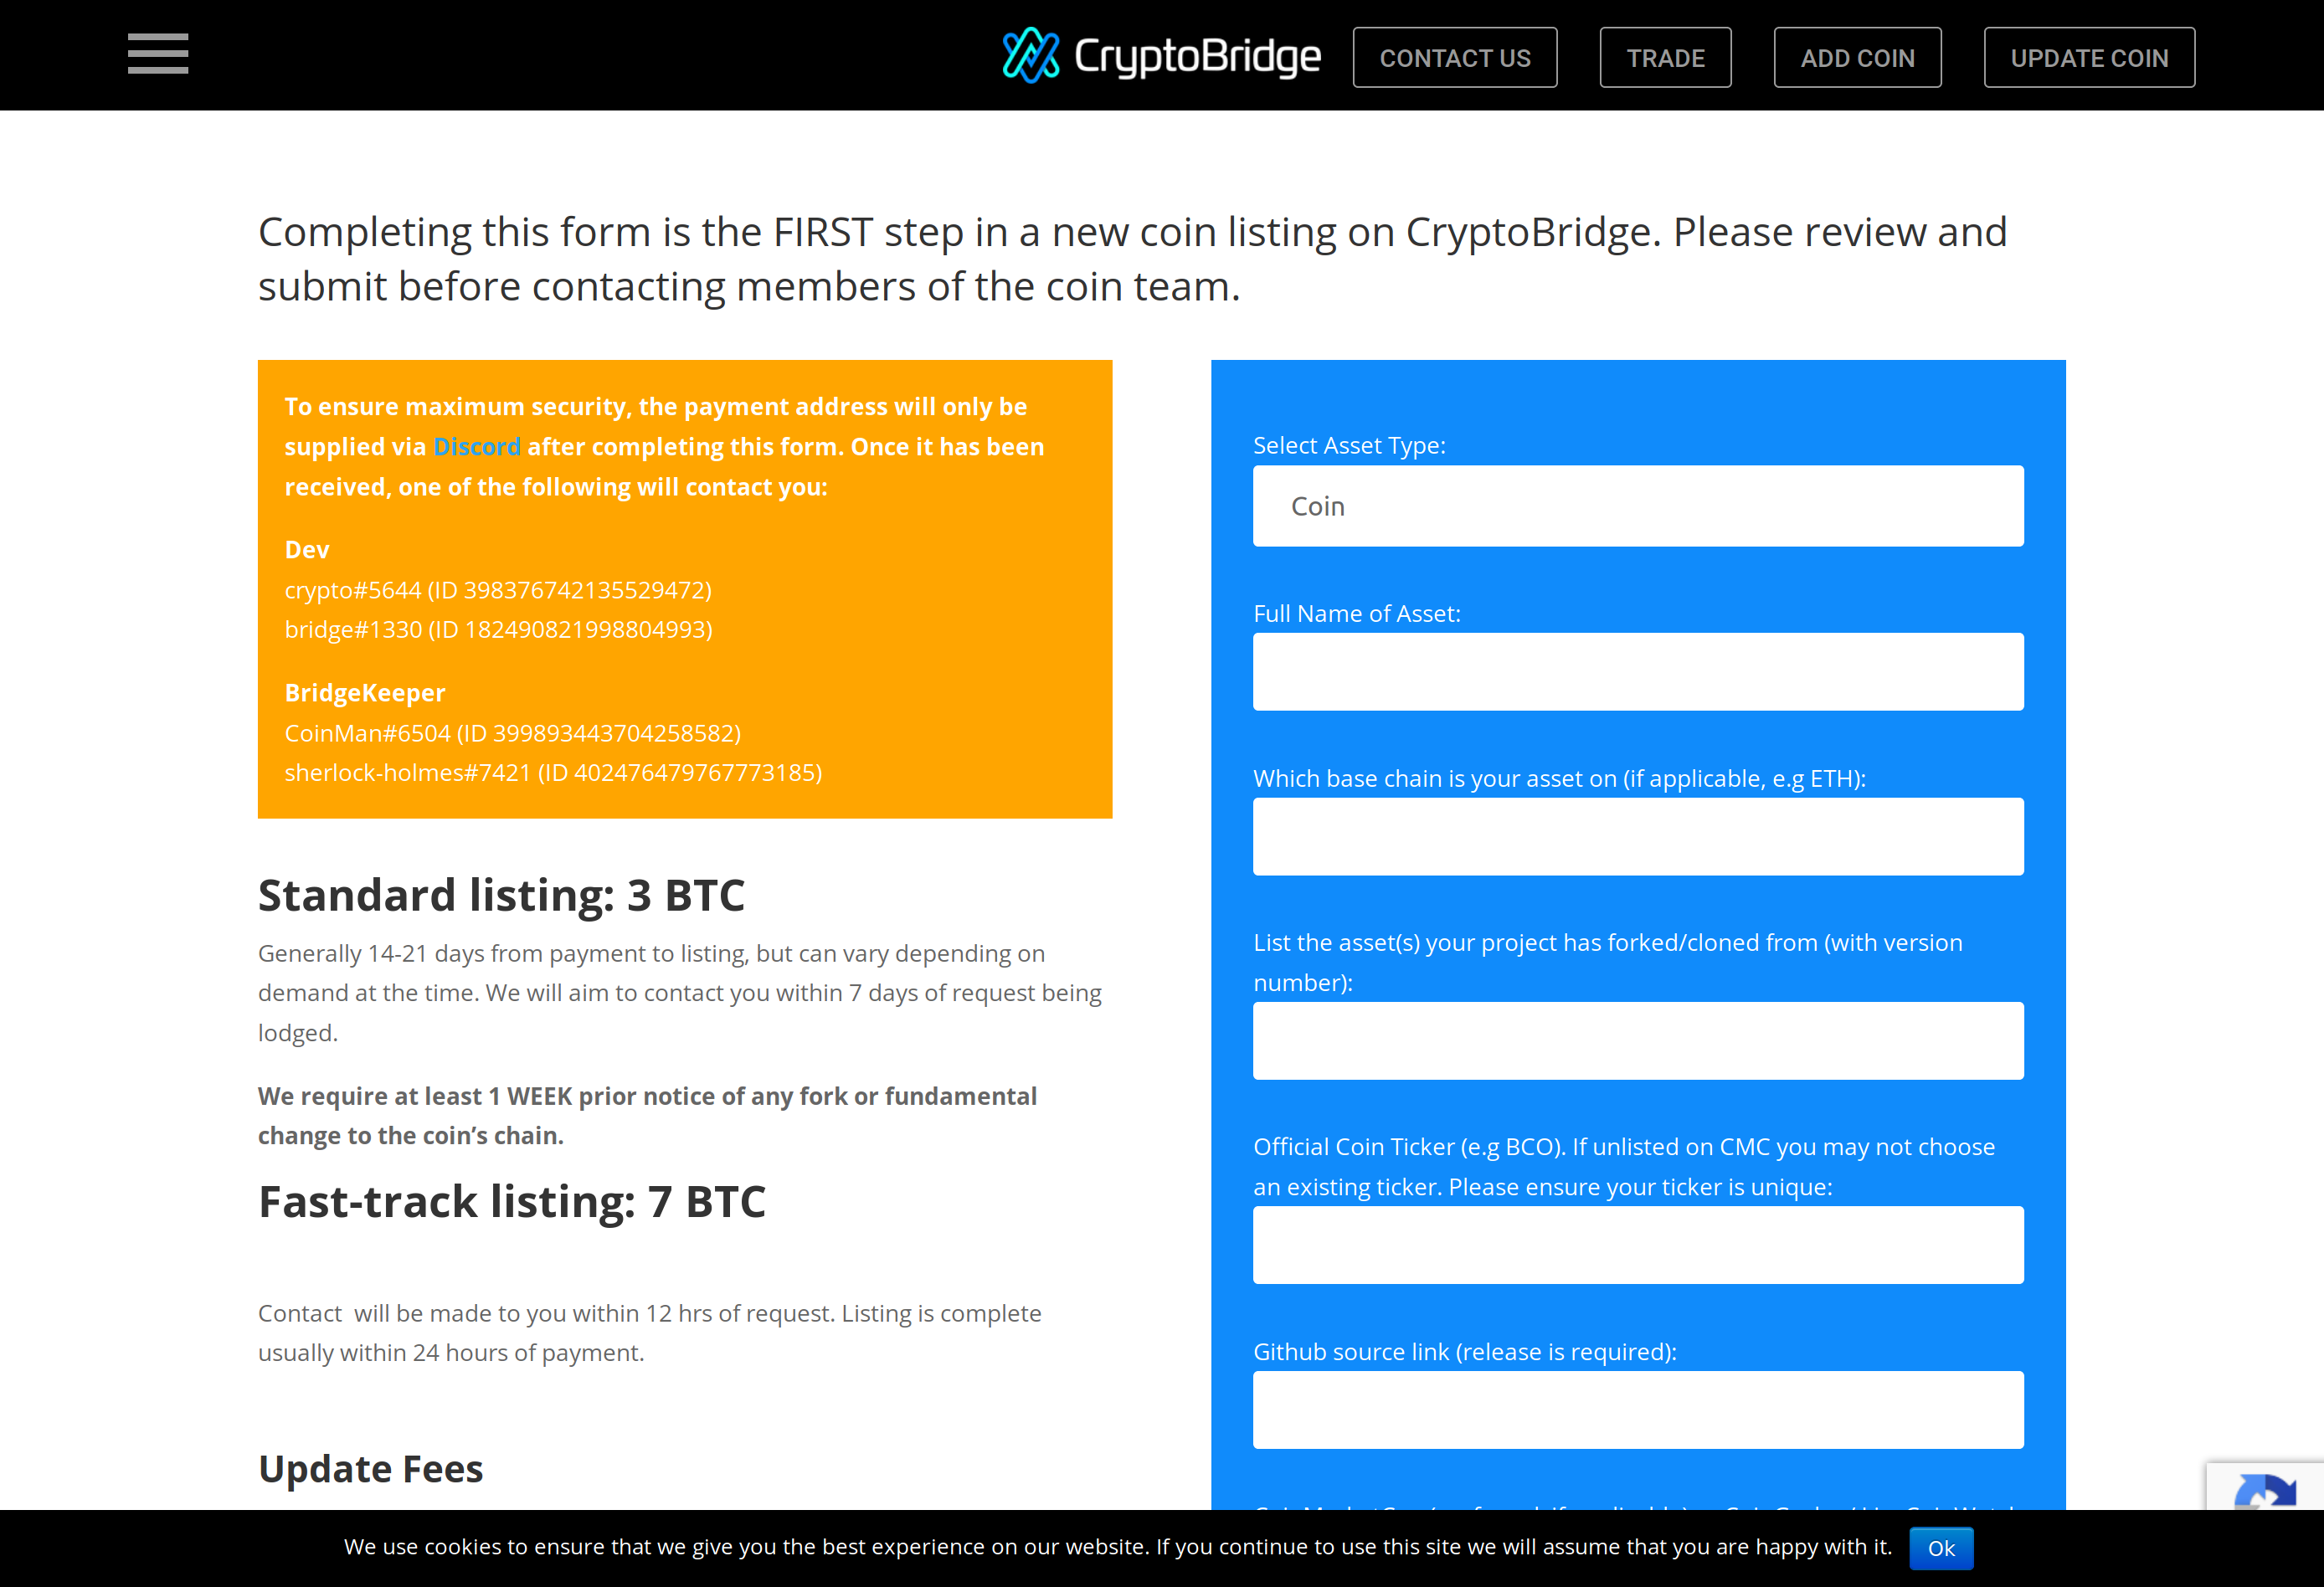 CryptoBridge
CONTACT US
TRADE
ADD COIN
UPDATE COIN
Completing this form is the FIRST step in a new coin listing on CryptoBridge. Please review and
submit before contacting members of the coin team.
To ensure maximum security, the payment address will only be
supplied via Discord after completing this form. Once it has been
received, one of the following will contact you:
Dev
crypto#5644 (ID 398376742135529472)
bridge#1330 (ID 182490821998804993)
BridgeKeeper
CoinMan#6504 (ID 399893443704258582)
sherlock-holmes#7421 (ID 402476479767773185)
Standard listing: 3 BTC
Generally 14-21 days from payment to listing, but can vary depending on
demand at the time. We will aim to contact you within 7 days of request being
lodged.
We require at least 1 WEEK prior notice of any fork or fundamental
change to the coin’s chain.
Fast-track listing: 7 BTC
Contact  will be made to you within 12 hrs of request. Listing is complete
usually within 24 hours of payment.
Update Fees
Select Asset Type:
Coin
Full Name of Asset:
Which base chain is your asset on (if applicable, e.g ETH):
List the asset(s) your project has forked/cloned from (with version
number):
Official Coin Ticker (e.g BCO). If unlisted on CMC you may not choose
an existing ticker. Please ensure your ticker is unique:
Github source link (release is required):
We use cookies to ensure that we give you the best experience on our website. If you continue to use this site we will assume that you are happy with it.
Ok